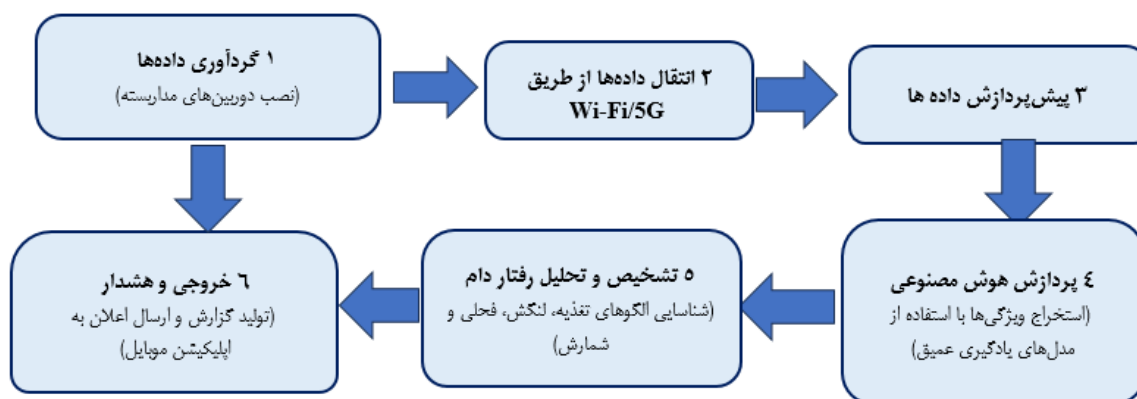 ۱ گردآوری داده‌ها
(نصب دوربین‌های مداربسته)
۲ انتقال داده‌ها از طریق
Wi-Fi/5G
۳ پیش‌پردازش داده ها
۴ پردازش هوش مصنوعی
(استخراج ویژگی‌ها با استفاده از
مدل‌های یادگیری عمیق)
۵ تشخیص و تحلیل رفتار دام
(شناسایی الگوهای تغذیه، لنگش، فحلی و
شمارش)
۶ خروجی و هشدار
(تولید گزارش و ارسال اعلان به
اپلیکیشن موبایل)